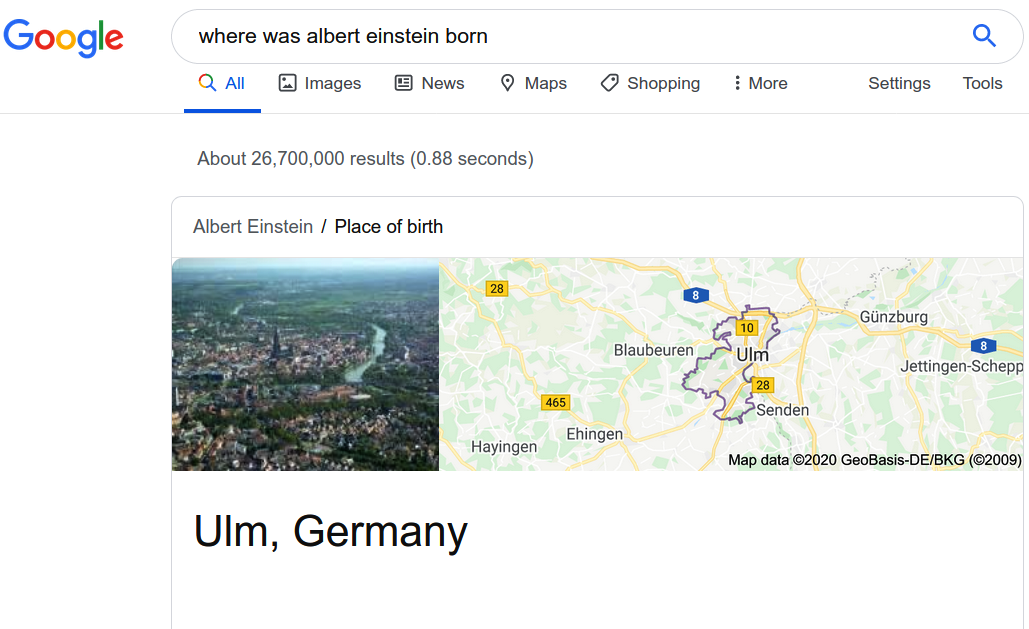 Google
where was albert einstein born
All Images News Maps Shopping More Settings Tools
About 26,700,000 results (0.88 seconds)
Albert Einstein / Place of birth
28
8
Günzburg
10
Blaubeuren
Ulm
8
Jettingen-Schepp
28
465
Senden
Ehingen
Hayingen
Map data ©2020 GeoBasis-DE/BKG (©2009)
Ulm, Germany